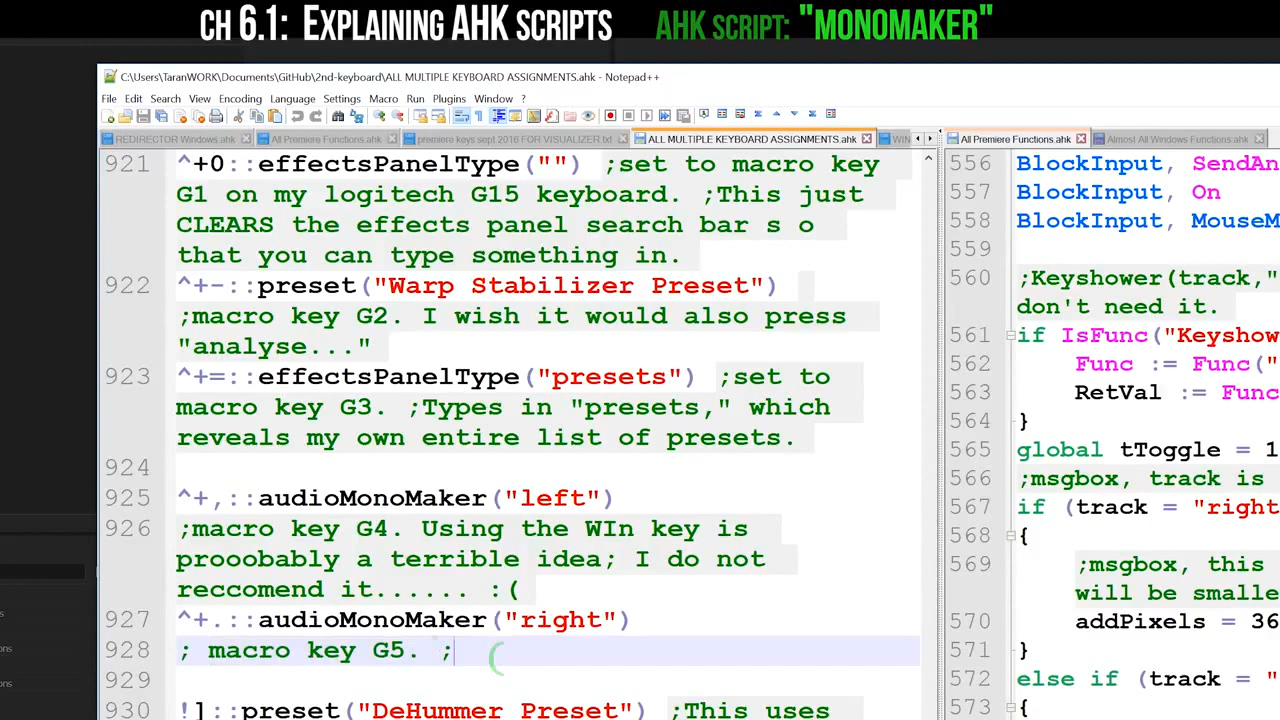 CH 6.1: EXPLAINING AHK SCRIPTS AHK SCRIPT: "MONOMAKER"
C:\Users\TaranWORK\Documents\GitHub\2nd-keyboard\ALL MULTIPLE KEYBOARD ASSIGNMENTS.ahk - Notepad++
File Edit Search View Encoding Language Settings Macro Run Plugins Window ?
REDIRECTOR Windows.ahk All Premiere Functions.ahk premiere keys sept 2016 FOR VISUALIZER.txt ALL MULTIPLE KEYBOARD ASSIGNMENTS.ahk WIN All Premiere Functions.ahk Almost All Windows Functions.ahk
921 ^+0::effectsPanelType("") ;set to macro key
G1 on my logitech G15 keyboard. ;This just
CLEARS the effects panel search bar s o
that you can type something in.
922 ^+-::preset("Warp Stabilizer Preset")
;macro key G2. I wish it would also press
"analyse..."
923 ^+=::effectsPanelType("presets") ;set to
macro key G3. ;Types in "presets," which
reveals my own entire list of presets.
924
925 ^+,::audioMonoMaker("left")
926 ;macro key G4. Using the WIn key is
prooobably a terrible idea; I do not
reccomend it...... :(
927 ^+.::audioMonoMaker("right")
928 ; macro key G5. ;
929
930 !]::preset("DeHummer Preset") ;This uses
556 BlockInput, SendAn
557 BlockInput, On
558 BlockInput, MouseM
559
560 ;Keyshower(track,"
don't need it.
561 if IsFunc("Keyshow
562 Func := Func("
563 RetVal := Func
564 }
565 global tToggle = 1
566 ;msgbox, track is
567 if (track = "right
568 {
569 ;msgbox, this
will be smalle
570 addPixels = 36
571 }
572 else if (track = "
573 {